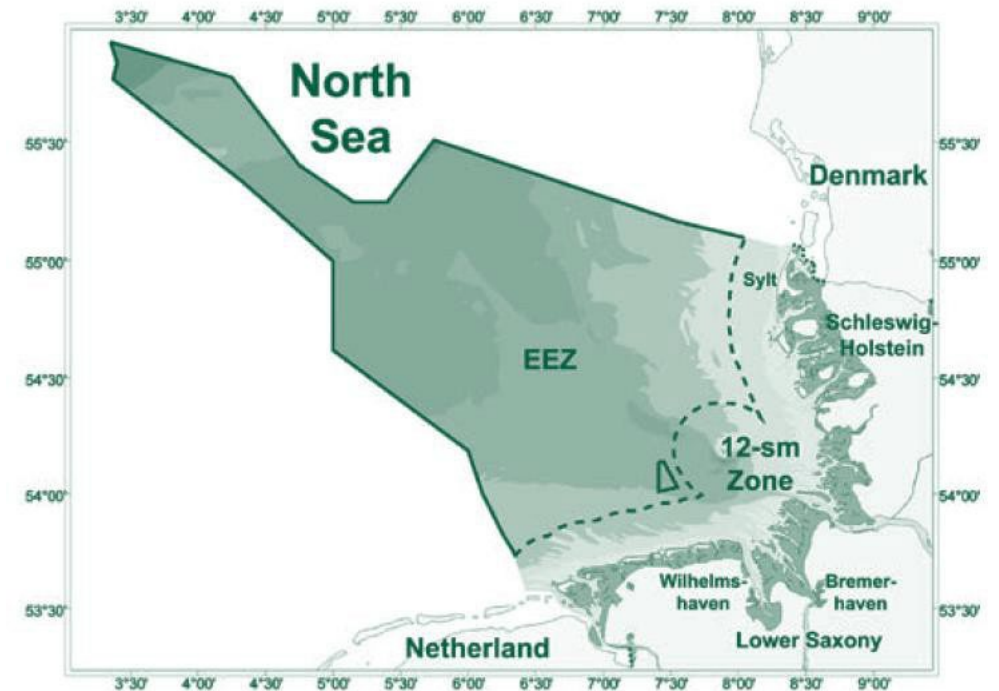 3°30' 4°00' 4°30' 5°00' 5°30' 6°00' 6°30' 7°00' 7°30' 8°00' 8°30' 9°00'
North
Sea
55°30' 55°30'
Denmark
55°00' 55°00'
Sylt
Schleswig-
Holstein
EEZ
54°30' 54°30'
12-sm
Zone
54°00' 54°00'
Wilhelms-
haven
Bremer-
haven
53°30' 53°30'
Lower Saxony
Netherland
3°30' 4°00' 4°30' 5°00' 5°30' 6°00' 6°30' 7°00' 7°30' 8°00' 8°30' 9°00'